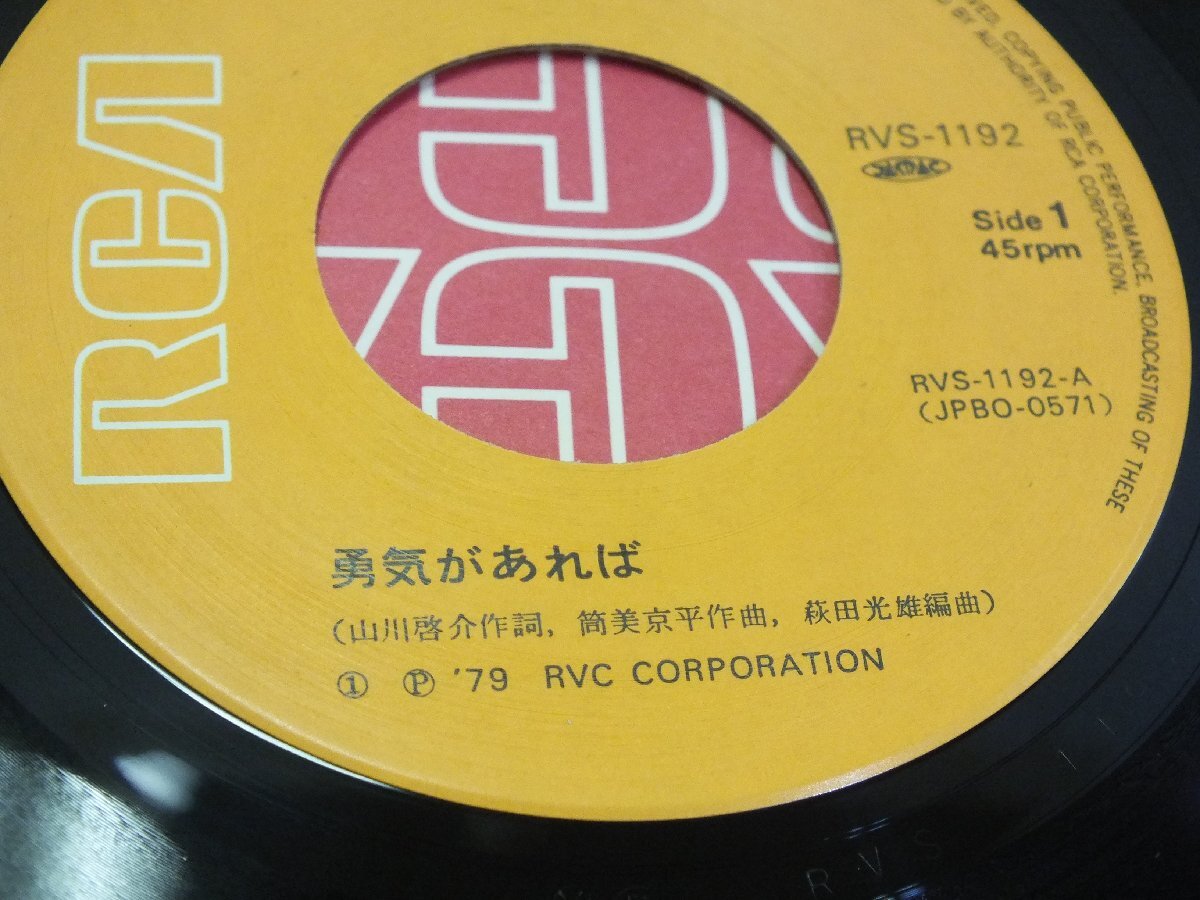 RCA
RVS-1192
Side 1
45rpm
RVS-1192-A
(JPBO-0571)
COPYING PUBLIC PERFORMANCE, BROADCASTING OF THESE
BY AUTHORITY OF RCA CORPORATION.
勇気があれば
(山川啓介作詞, 筒美京平作曲, 萩田光雄編曲)
① Ⓟ '79 RVC CORPORATION
RVS